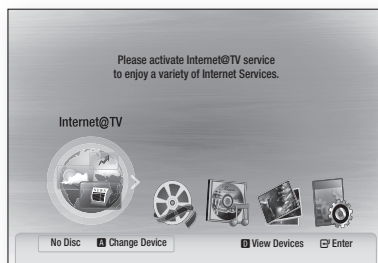 Please activate Internet@TV service
to enjoy a variety of Internet Services.
Internet@TV
No Disc A Change Device D View Devices Enter